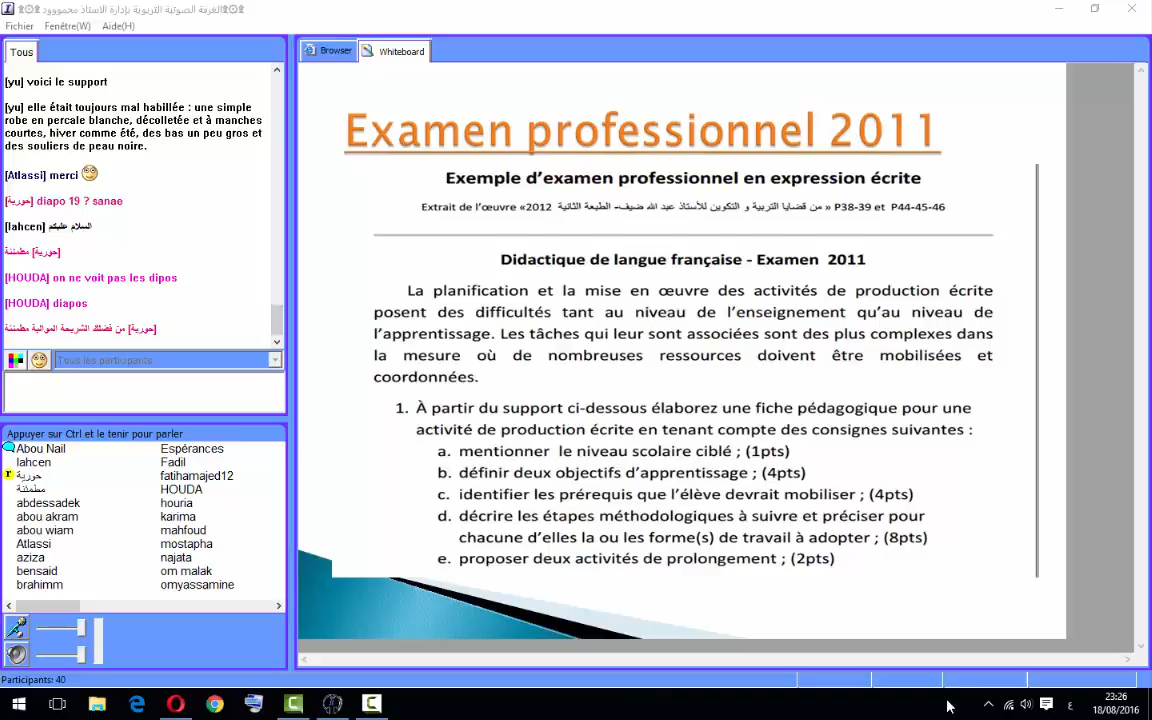 ۩۞۩الغرفة الصوتية التربوية بإدارة الاستاذ محمووود۩۞۩
Fichier Fenêtre(W) Aide(H)
Tous
[yu] voici le support
[yu] elle était toujours mal habillée : une simple
robe en percale blanche, décolletée et à manches
courtes, hiver comme été, des bas un peu gros et
des souliers de peau noire.
[Atlassi] merci
[حورية] diapo 19 ? sanae
[lahcen] السلام عليكم
[حورية] مطمئنة
[HOUDA] on ne voit pas les dipos
[HOUDA] diapos
[حورية] من فضلك الشريحة الموالية مطمئنة
Tous les participants
Appuyer sur Ctrl et le tenir pour parler
Abou Nail Espérances
lahcen Fadil
حورية fatihamajed12
مطمئنة HOUDA
abdessadek houria
abou akram karima
abou wiam mahfoud
Atlassi mostapha
aziza najata
bensaid om malak
brahimm omyassamine
Participants: 40
Browser Whiteboard
Examen professionnel 2011
Exemple d’examen professionnel en expression écrite
Extrait de l’œuvre «2012 من قضايا التربية و التكوين للأستاذ عبد الله ضيف- الطبعة الثانية » P38-39 et P44-45-46
Didactique de langue française - Examen 2011
La planification et la mise en œuvre des activités de production écrite
posent des difficultés tant au niveau de l’enseignement qu’au niveau de
l’apprentissage. Les tâches qui leur sont associées sont des plus complexes dans
la mesure où de nombreuses ressources doivent être mobilisées et
coordonnées.
1. À partir du support ci-dessous élaborez une fiche pédagogique pour une
activité de production écrite en tenant compte des consignes suivantes :
a. mentionner le niveau scolaire ciblé ; (1pts)
b. définir deux objectifs d’apprentissage ; (4pts)
c. identifier les prérequis que l’élève devrait mobiliser ; (4pts)
d. décrire les étapes méthodologiques à suivre et préciser pour
chacune d’elles la ou les forme(s) de travail à adopter ; (8pts)
e. proposer deux activités de prolongement ; (2pts)
ع
23:26
18/08/2016